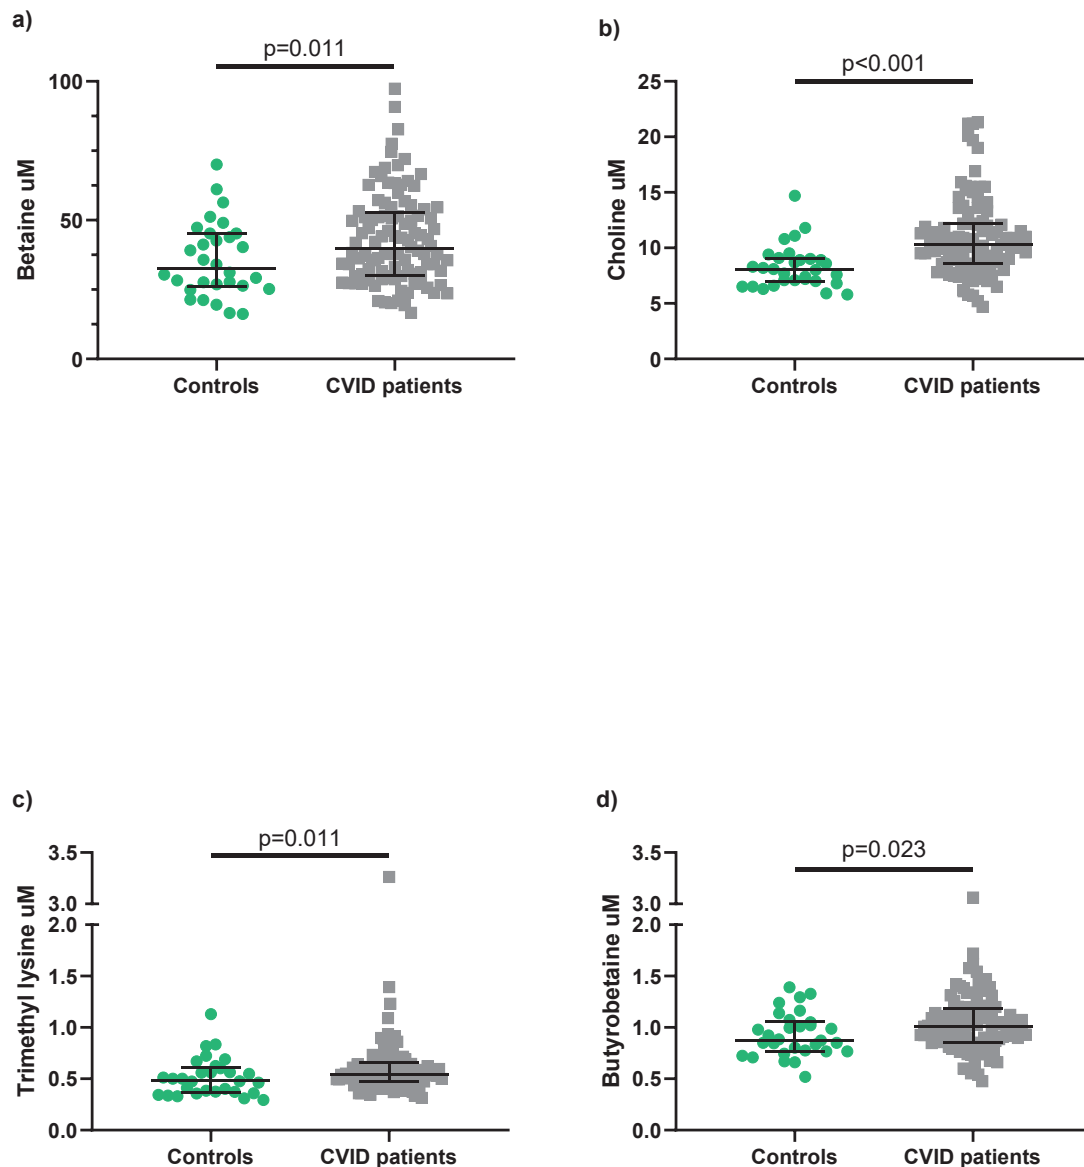 a)
p=0.011
100
50
0
Betaine uM
Controls
CVID patients
b)
p<0.001
25
20
15
10
5
0
Choline uM
Controls
CVID patients
c)
p=0.011
3.5
3.0
2.0
1.5
1.0
0.5
0.0
Trimethyl lysine uM
Controls
CVID patients
d)
p=0.023
3.5
3.0
2.0
1.5
1.0
0.5
0.0
Butyrobetaine uM
Controls
CVID patients